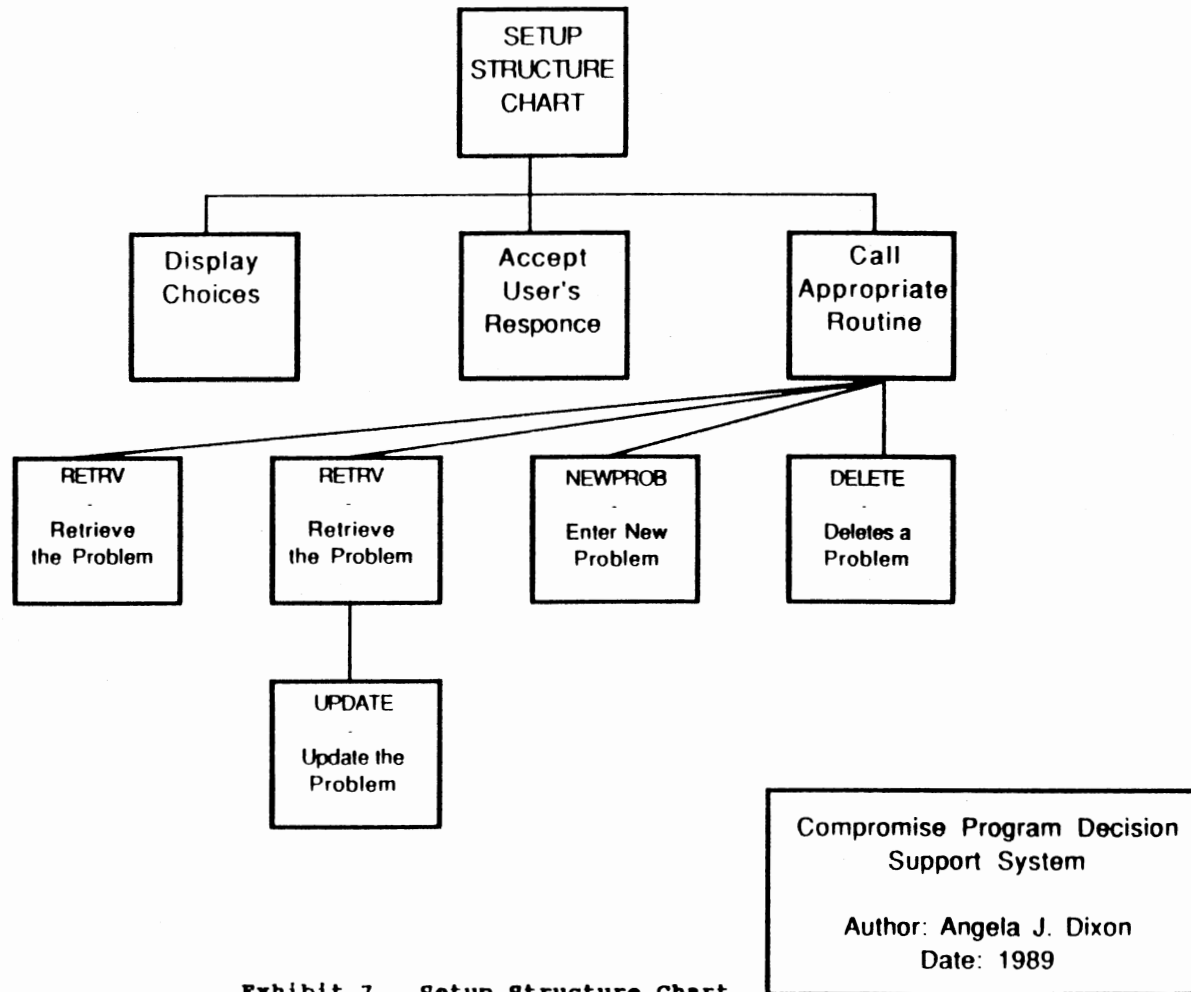 SETUP
STRUCTURE
CHART
Display
Choices
Accept
User's
Responce
Call
Appropriate
Routine
RETRV
-
Retrieve
the Problem
RETRV
-
Retrieve
the Problem
NEWPROB
-
Enter New
Problem
DELETE
-
Deletes a
Problem
UPDATE
-
Update the
Problem
Compromise Program Decision
Support System
Author: Angela J. Dixon
Date: 1989
Exhibit 7 Setup Structure Chart